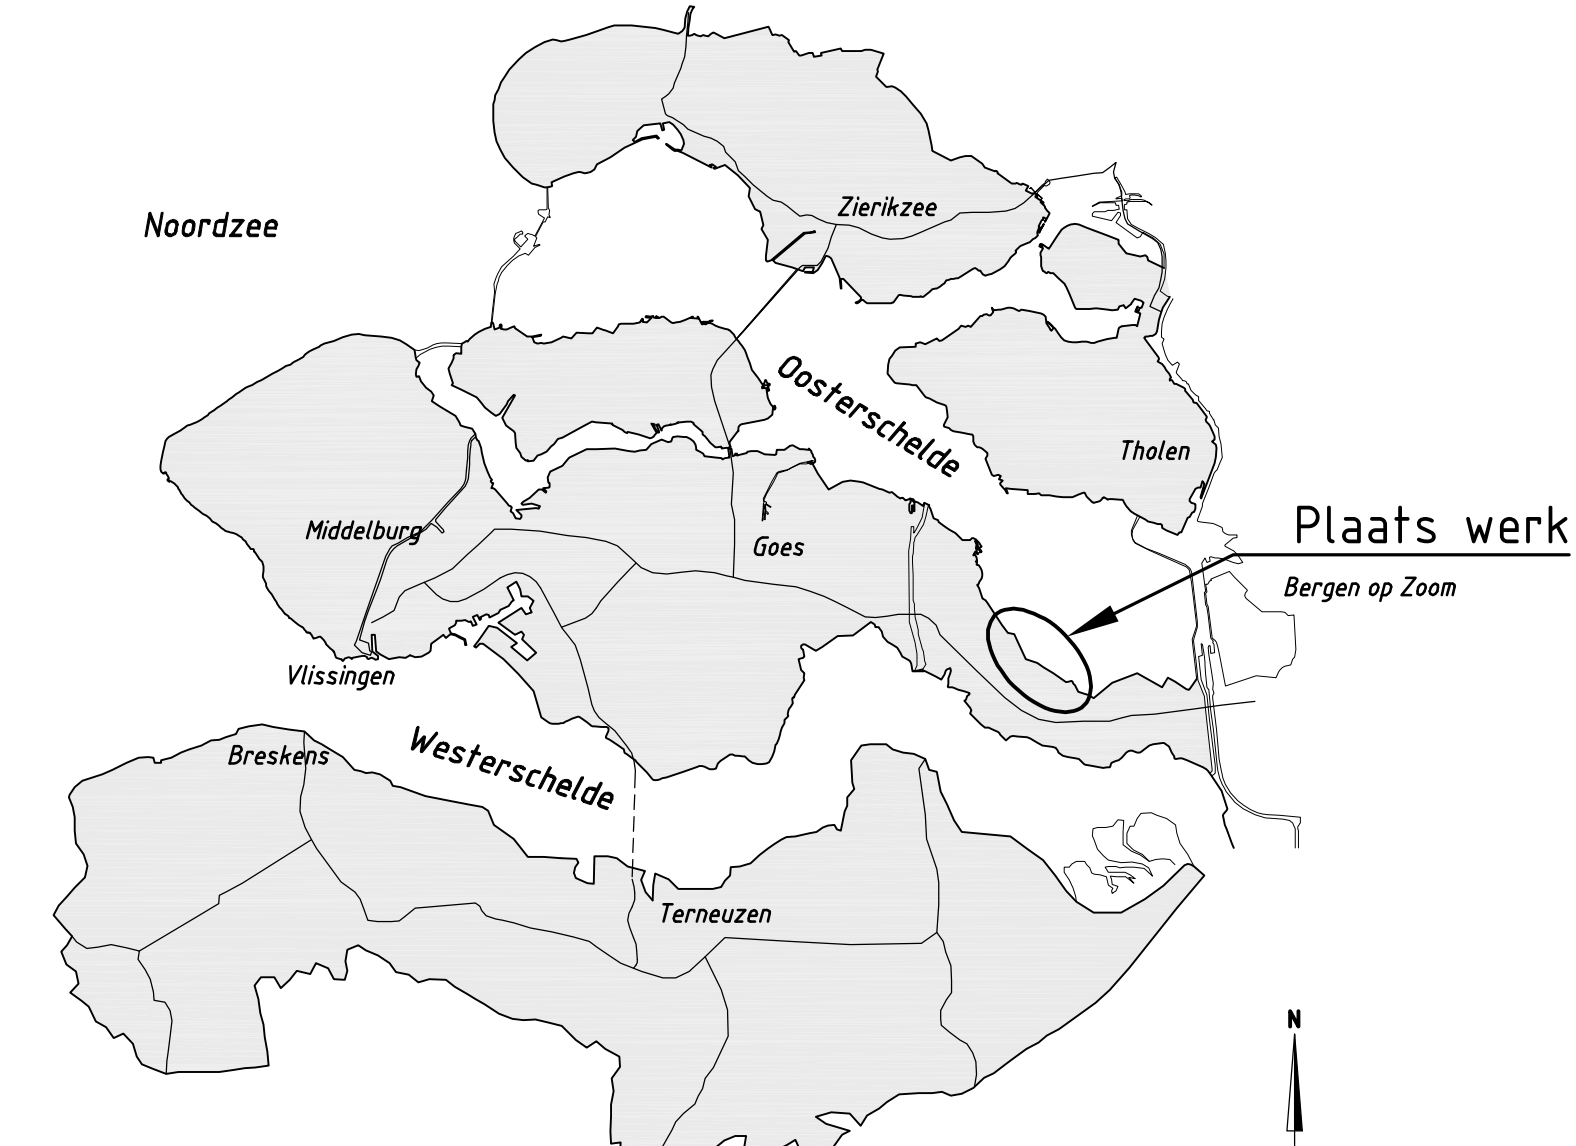 Zierikzee
Noordzee
Oosterschelde
Tholen
Plaats werk
Middelburg
Goes
Bergen op Zoom
Vlissingen
Westerschelde
Breskens
Terneuzen
N